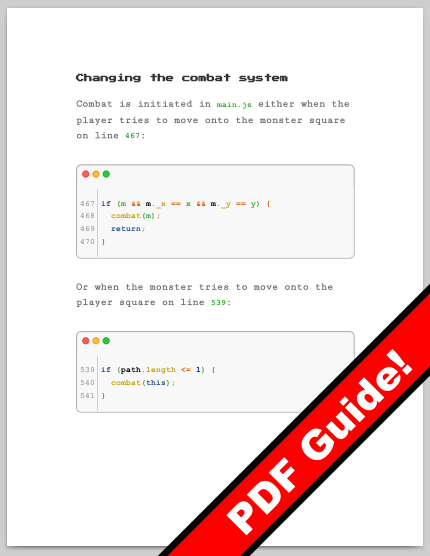 Changing the combat system
Combat is initiated in main.js either when the
player tries to move onto the monster square
on line 467:
467 if (m && m._x == x && m._y == y) {
468 combat(m);
469 return;
470 }
Or when the monster tries to move onto the
player square on line 539:
539 if (path.length <= 1) {
540 combat(this);
541 }
PDF Guide!